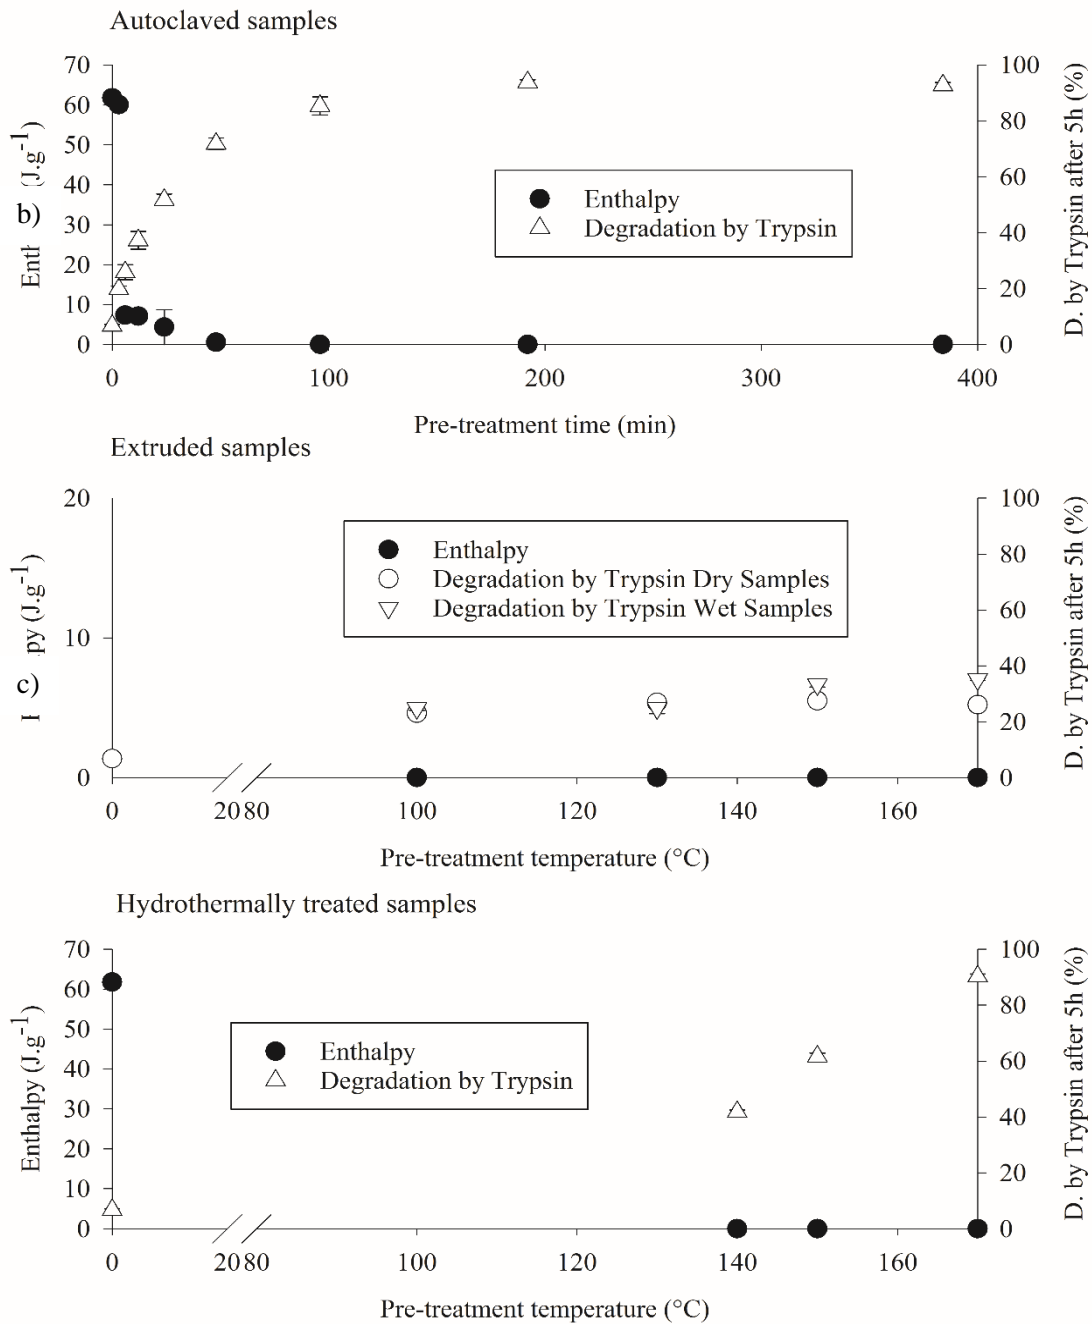 Autoclaved samples
70
60
50
40
30
20
10
0
(J.g-1)
b)
100
80
60
40
20
0
D. by Trypsin after 5h (%)
Enthalpy
Degradation by Trypsin
0 100 200 300 400
Pre-treatment time (min)
Extruded samples
20
10
0
py (J.g-1)
c)
100
80
60
40
20
0
D. by Trypsin after 5h (%)
Enthalpy
Degradation by Trypsin Dry Samples
Degradation by Trypsin Wet Samples
0 20 80 100 120 140 160
Pre-treatment temperature (°C)
Hydrothermally treated samples
70
60
50
40
30
20
10
0
Enthalpy (J.g-1)
100
80
60
40
20
0
D. by Trypsin after 5h (%)
Enthalpy
Degradation by Trypsin
0 20 80 100 120 140 160
Pre-treatment temperature (°C)